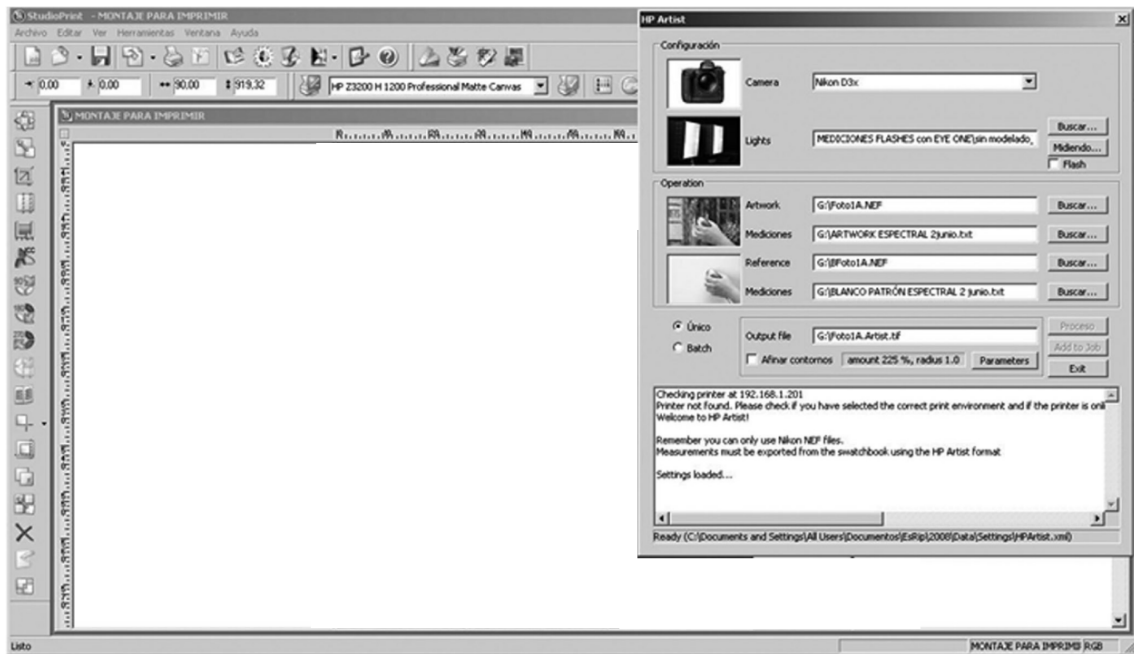 StudioPrint - MONTAJE PARA IMPRIMIR
Archivo Editar Ver Herramientas Ventana Ayuda
0,00 0,00 90,00 919,32 HP Z3200 H 1200 Professional Matte Canvas
MONTAJE PARA IMPRIMIR
HP Artist
Configuración
Camera Nikon D3x
Lights MEDICIONES FLASHES con EYE ONE\sin modelado_ Buscar...
Midiendo...
Flash
Operation
Artwork G:\Foto1A.NEF Buscar...
Mediciones G:\ARTWORK ESPECTRAL 2junio.txt Buscar...
Reference G:\BFoto1A.NEF Buscar...
Mediciones G:\BLANCO PATRÓN ESPECTRAL 2 junio.txt Buscar...
Único
Batch
Output file G:\Foto1A.Artist.tif
Afinar contornos amount 225 %, radius 1.0 Parameters
Proceso
Add to Job
Exit
Checking printer at 192.168.1.201
Printer not found. Please check if you have selected the correct print environment and if the printer is onli
Welcome to HP Artist!
Remember you can only use Nikon NEF files.
Measurements must be exported from the swatchbook using the HP Artist format
Settings loaded...
Ready (C:\Documents and Settings\All Users\Documentos\EsRip\2008\Data\Settings\HPArtist.xml)
Listo
MONTAJE PARA IMPRIMI RGB